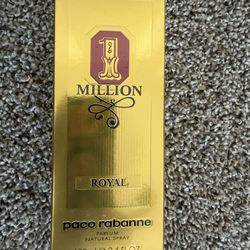 1
MILLION
ROYAL
paco rabanne
PARFUM
NATURAL SPRAY